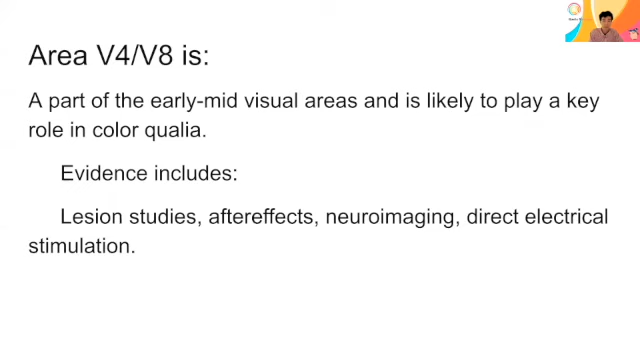 Area V4/V8 is:
A part of the early-mid visual areas and is likely to play a key
role in color qualia.
Evidence includes:
Lesion studies, aftereffects, neuroimaging, direct electrical
stimulation.